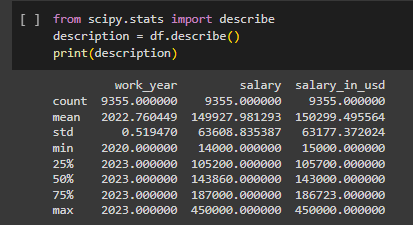 [ ] from scipy.stats import describe
description = df.describe()
print(description)
work_year salary salary_in_usd
count 9355.000000 9355.000000 9355.000000
mean 2022.760449 149927.981293 150299.495564
std 0.519470 63608.835387 63177.372024
min 2020.000000 14000.000000 15000.000000
25% 2023.000000 105200.000000 105700.000000
50% 2023.000000 143860.000000 143000.000000
75% 2023.000000 187000.000000 186723.000000
max 2023.000000 450000.000000 450000.000000